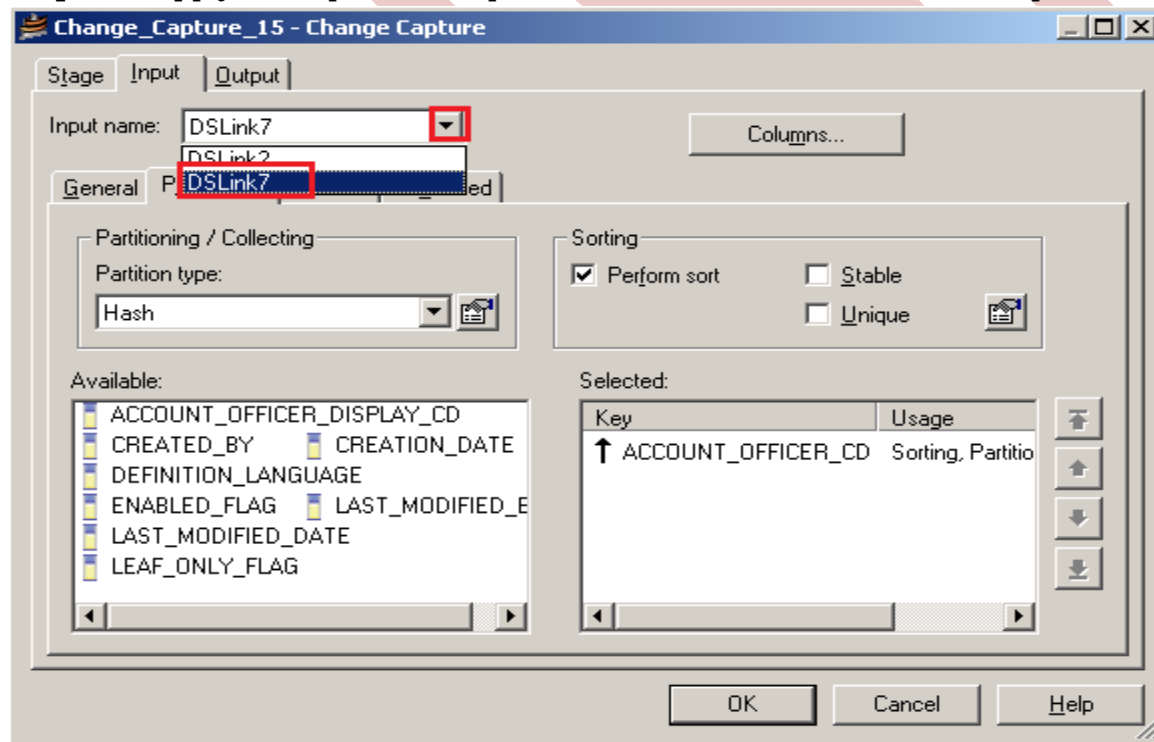 Change_Capture_15 - Change Capture
Stage Input Output
Input name: DSLink7
Columns...
DSLink2
DSLink7
General P ed
Partitioning / Collecting
Partition type:
Hash
Sorting
Perform sort
Stable
Unique
Available:
ACCOUNT_OFFICER_DISPLAY_CD
CREATED_BY CREATION_DATE
DEFINITION_LANGUAGE
ENABLED_FLAG LAST_MODIFIED_B
LAST_MODIFIED_DATE
LEAF_ONLY_FLAG
Selected:
Key Usage
ACCOUNT_OFFICER_CD Sorting, Partitio
OK Cancel Help